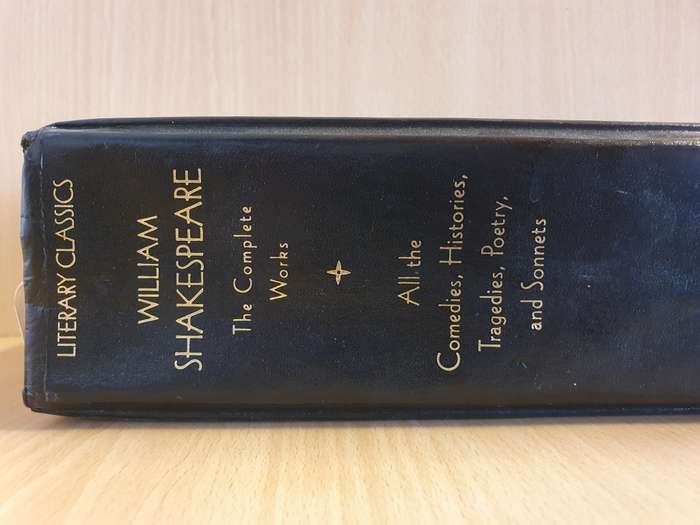 LITERARY CLASSICS
WILLIAM
SHAKESPEARE
The Complete
Works
All the
Comedies, Histories,
Tragedies, Poetry,
and Sonnets